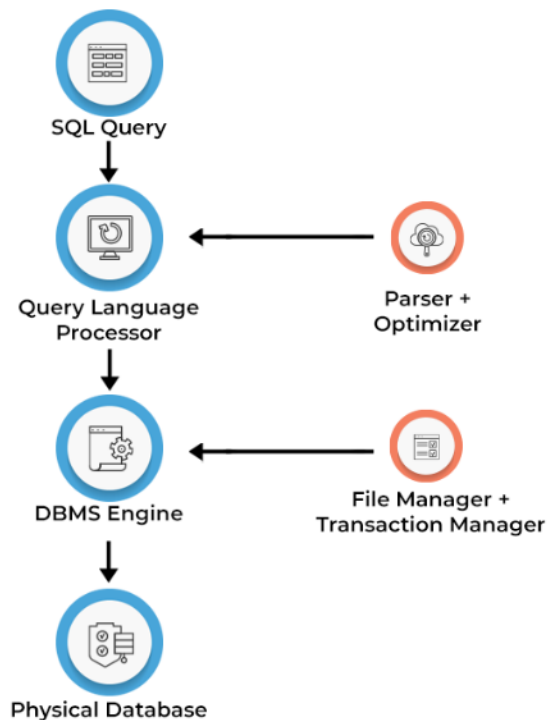 SQL Query
Query Language
Processor
Parser +
Optimizer
DBMS Engine
File Manager +
Transaction Manager
Physical Database